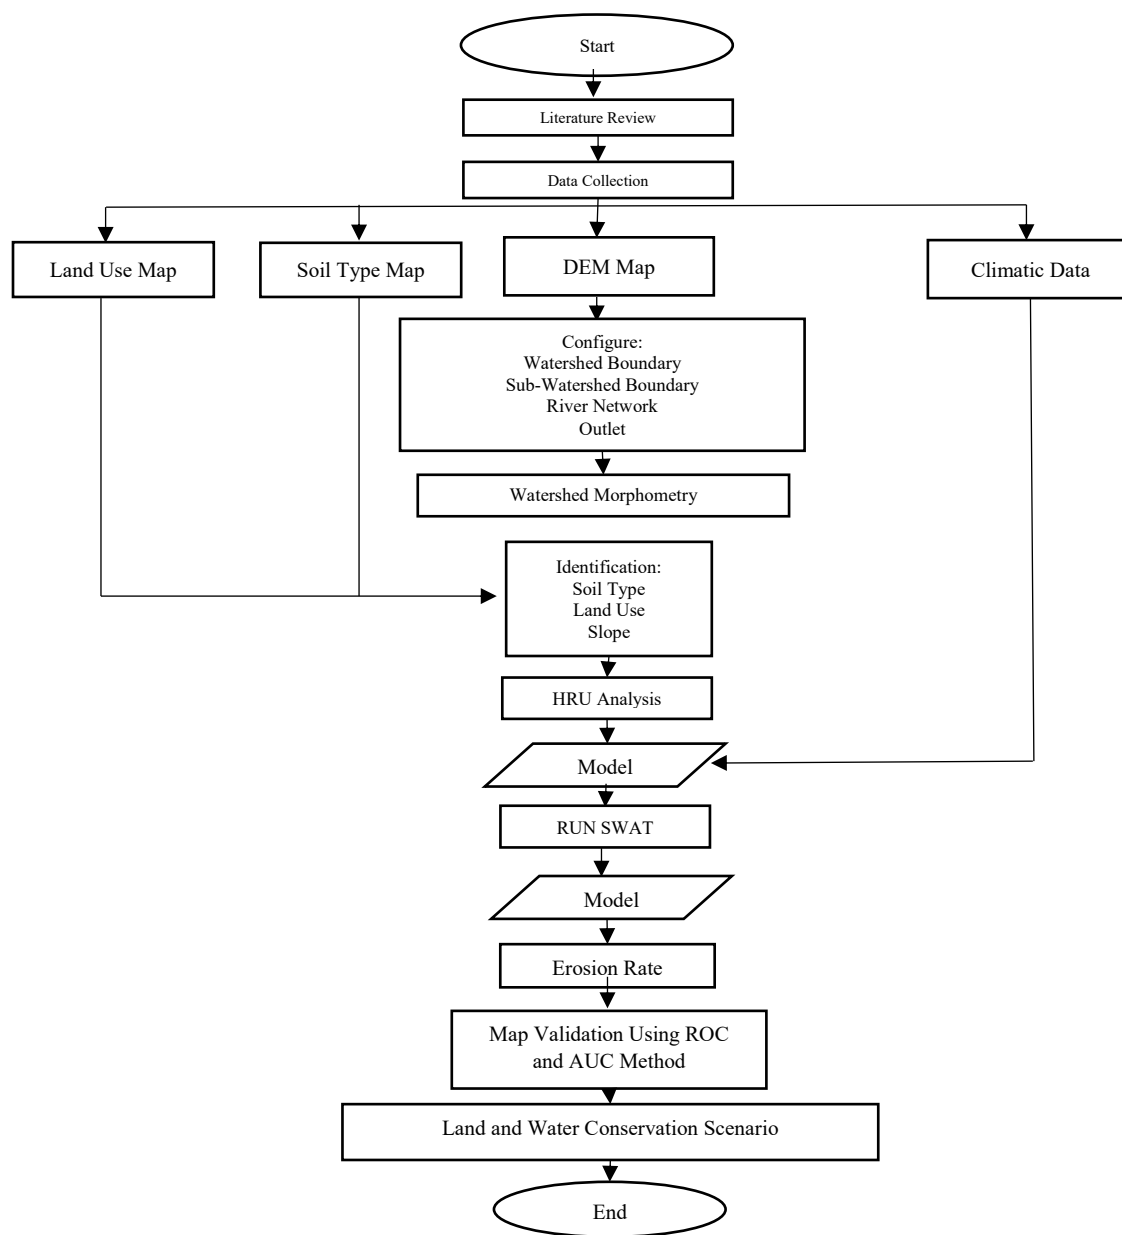 Start
Literature Review
Data Collection
Land Use Map
Soil Type Map
DEM Map
Climatic Data
Configure:
Watershed Boundary
Sub-Watershed Boundary
River Network
Outlet
Watershed Morphometry
Identification:
Soil Type
Land Use
Slope
HRU Analysis
Model
RUN SWAT
Model
Erosion Rate
Map Validation Using ROC
and AUC Method
Land and Water Conservation Scenario
End